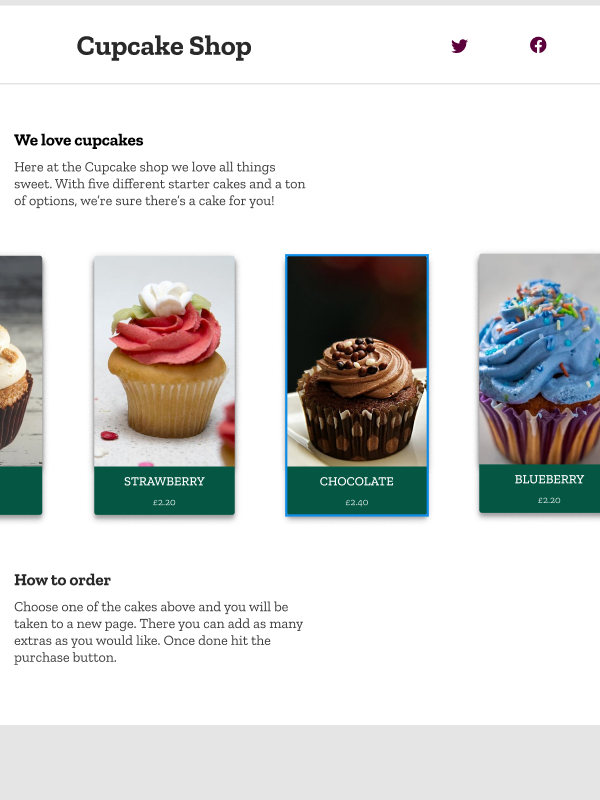 Cupcake Shop
We love cupcakes
Here at the Cupcake shop we love all things
sweet. With five different starter cakes and a ton
of options, we're sure there's a cake for you!
STRAWBERRY
£2.20
CHOCOLATE
£2.40
BLUEBERRY
£2.20
How to order
Choose one of the cakes above and you will be
taken to a new page. There you can add as many
extras as you would like. Once done hit the
purchase button.